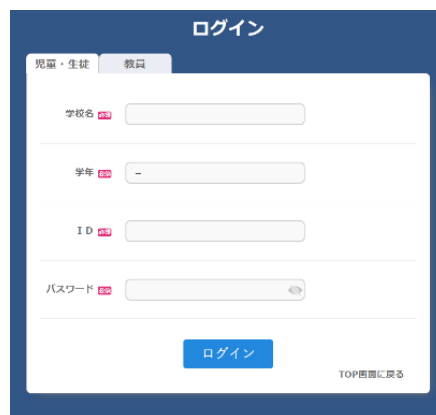 ログイン
児童・生徒 教員
学校名 必須
学年 必須 –
ＩＤ 必須
パスワード 必須
ログイン
TOP画面に戻る